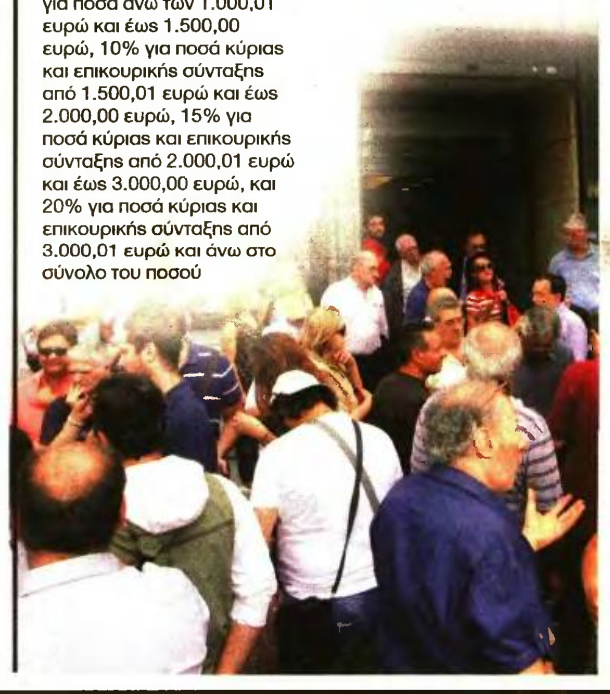 για ποσά άνω των 1.000,01
ευρώ και έως 1.500,00
ευρώ, 10% για ποσά κύριας
και επικουρικής σύνταξης
από 1.500,01 ευρώ και έως
2.000,00 ευρώ, 15% για
ποσά κύριας και επικουρικής
σύνταξης από 2.000,01 ευρώ
και έως 3.000,00 ευρώ, και
20% για ποσά κύριας και
επικουρικής σύνταξης από
3.000,01 ευρώ και άνω στο
σύνολο του ποσού